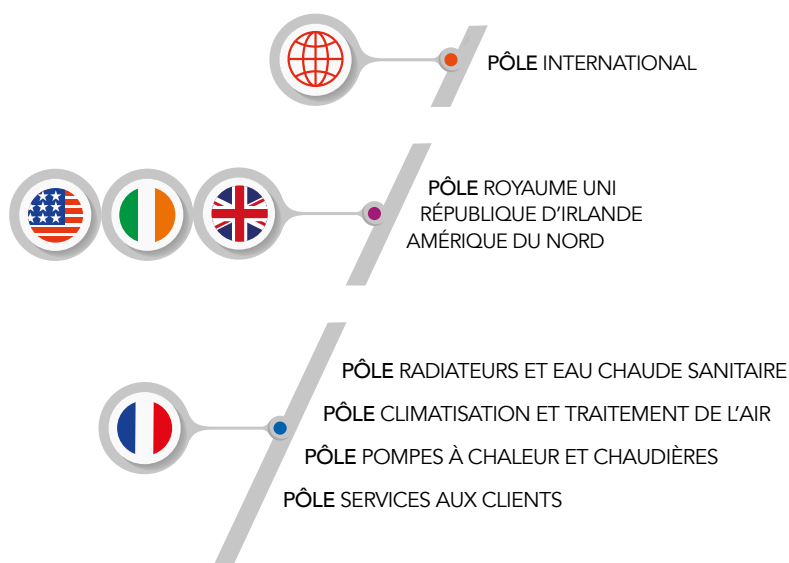 PÔLE INTERNATIONAL
PÔLE ROYAUME UNI
RÉPUBLIQUE D’IRLANDE
AMÉRIQUE DU NORD
PÔLE RADIATEURS ET EAU CHAUDE SANITAIRE
PÔLE CLIMATISATION ET TRAITEMENT DE L’AIR
PÔLE POMPES À CHALEUR ET CHAUDIÈRES
PÔLE SERVICES AUX CLIENTS